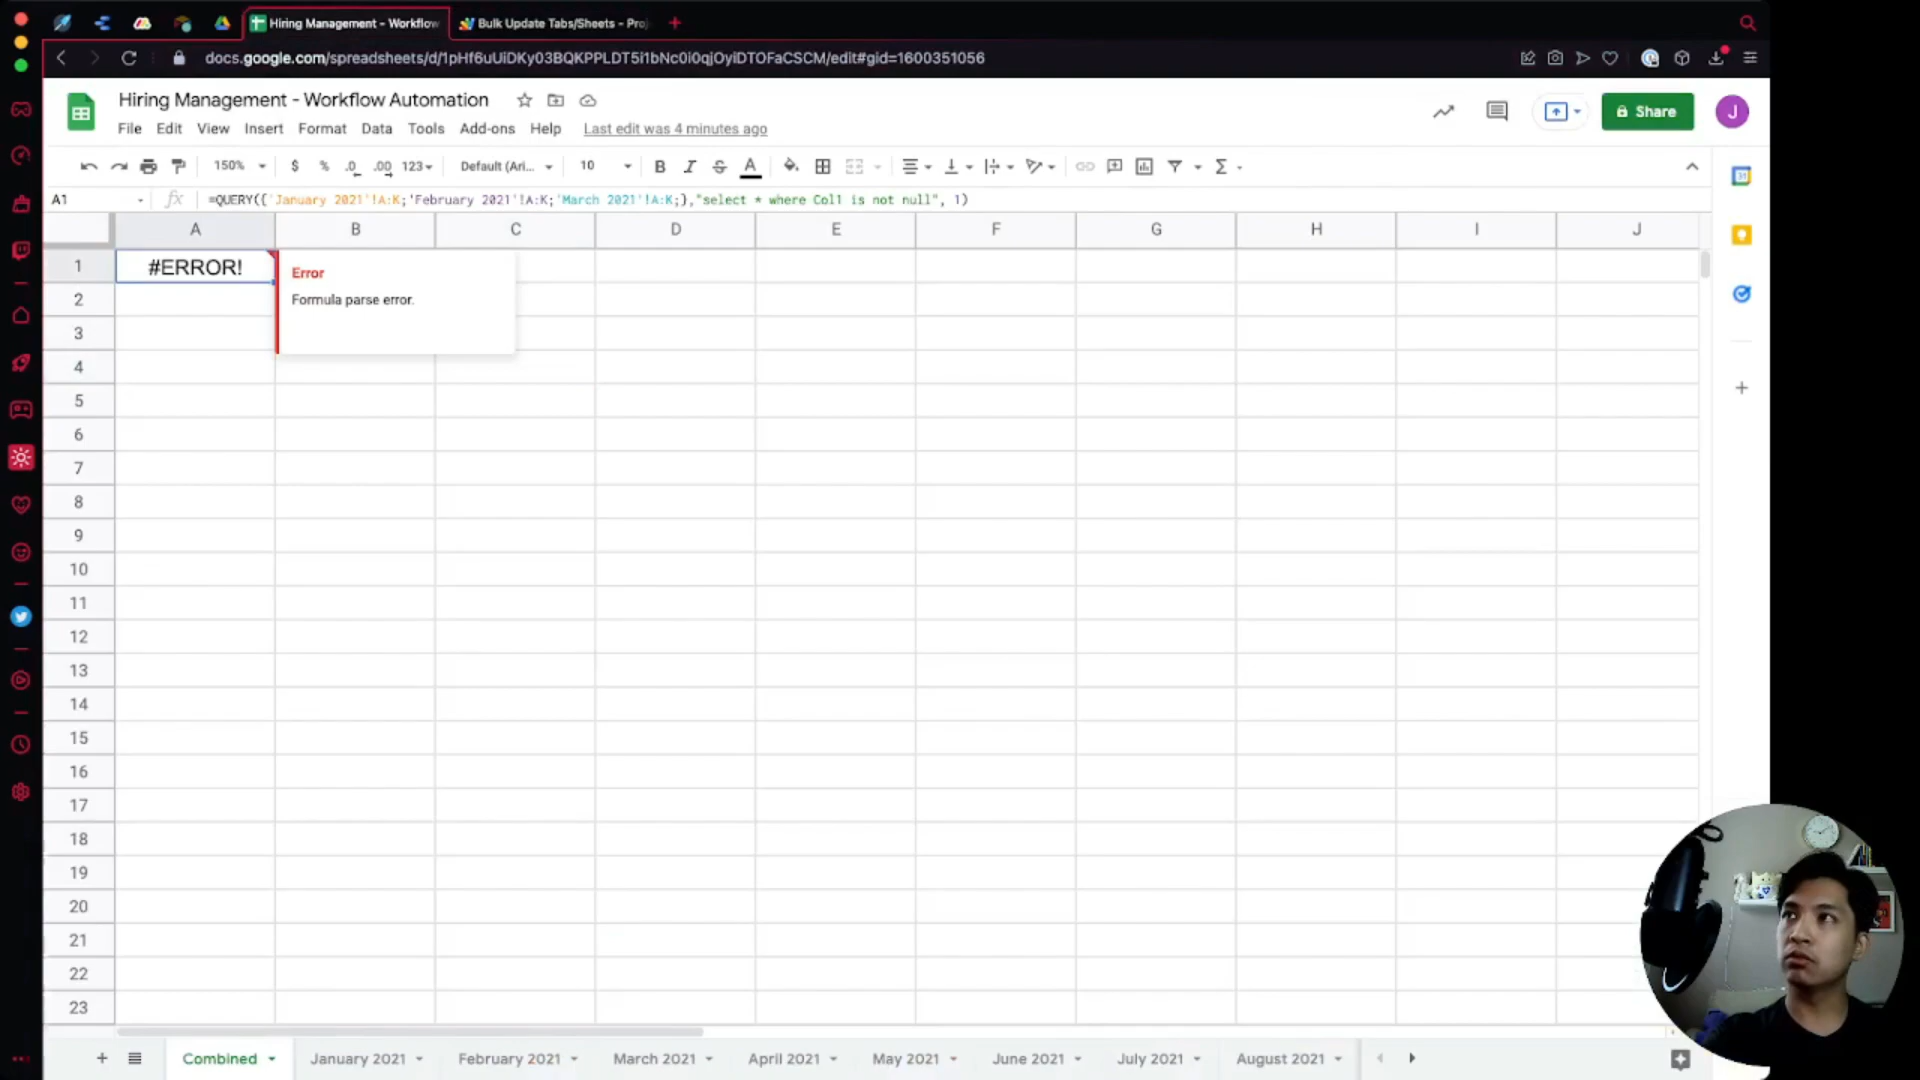 Hiring Management - Workflow
Bulk Update Tabs/Sheets - Proj
docs.google.com/spreadsheets/d/1pHf6uUiDKy03BQKPPLDT5i1bNc0i0qjOyiDTOFaCSCM/edit#gid=1600351056
Hiring Management - Workflow Automation
File Edit View Insert Format Data Tools Add-ons Help Last edit was 4 minutes ago
Share
J
150% $ % .0 .00 123 Default (Ari... 10 B I S A
A1 fx =QUERY({'January 2021'!A:K;'February 2021'!A:K;'March 2021'!A:K;},"select * where Col1 is not null", 1)
A B C D E F G H I J
1 #ERROR!
Error
Formula parse error.
2
3
4
5
6
7
8
9
10
11
12
13
14
15
16
17
18
19
20
21
22
23
Combined January 2021 February 2021 March 2021 April 2021 May 2021 June 2021 July 2021 August 2021